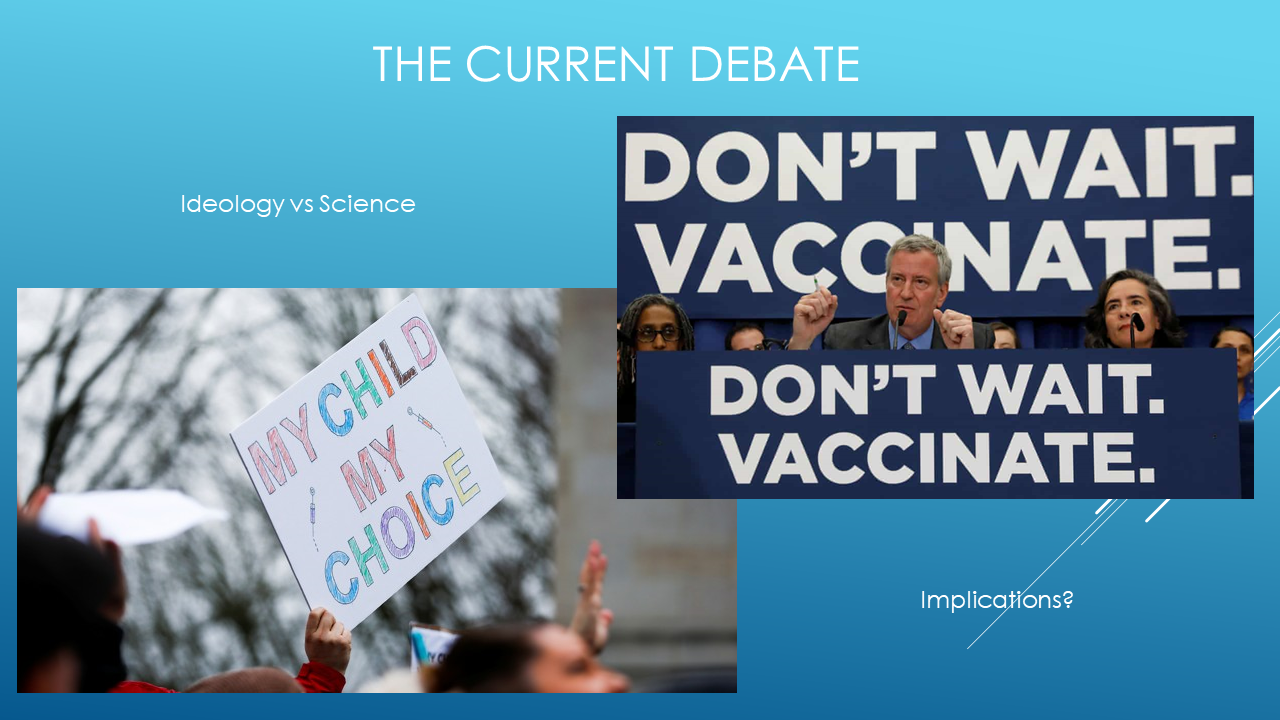 THE CURRENT DEBATE
Ideology vs Science
DON'T WAIT.
VACCINATE.
DON'T WAIT.
VACCINATE.
MY CHILD
MY
CHOICE
Implications?